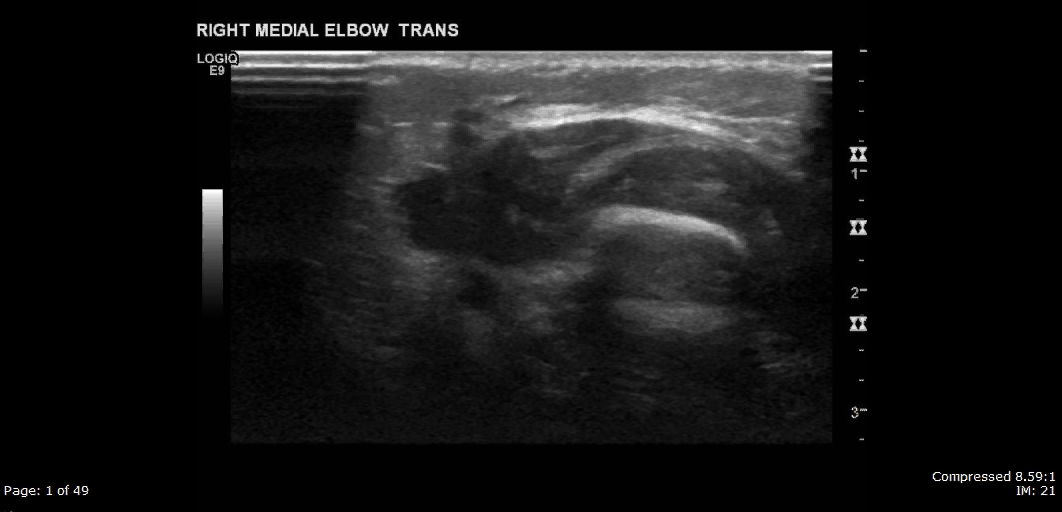 RIGHT MEDIAL ELBOW TRANS
LOGIQ
E9
1
2
3
Compressed 8.59:1
Page: 1 of 49
IM: 21